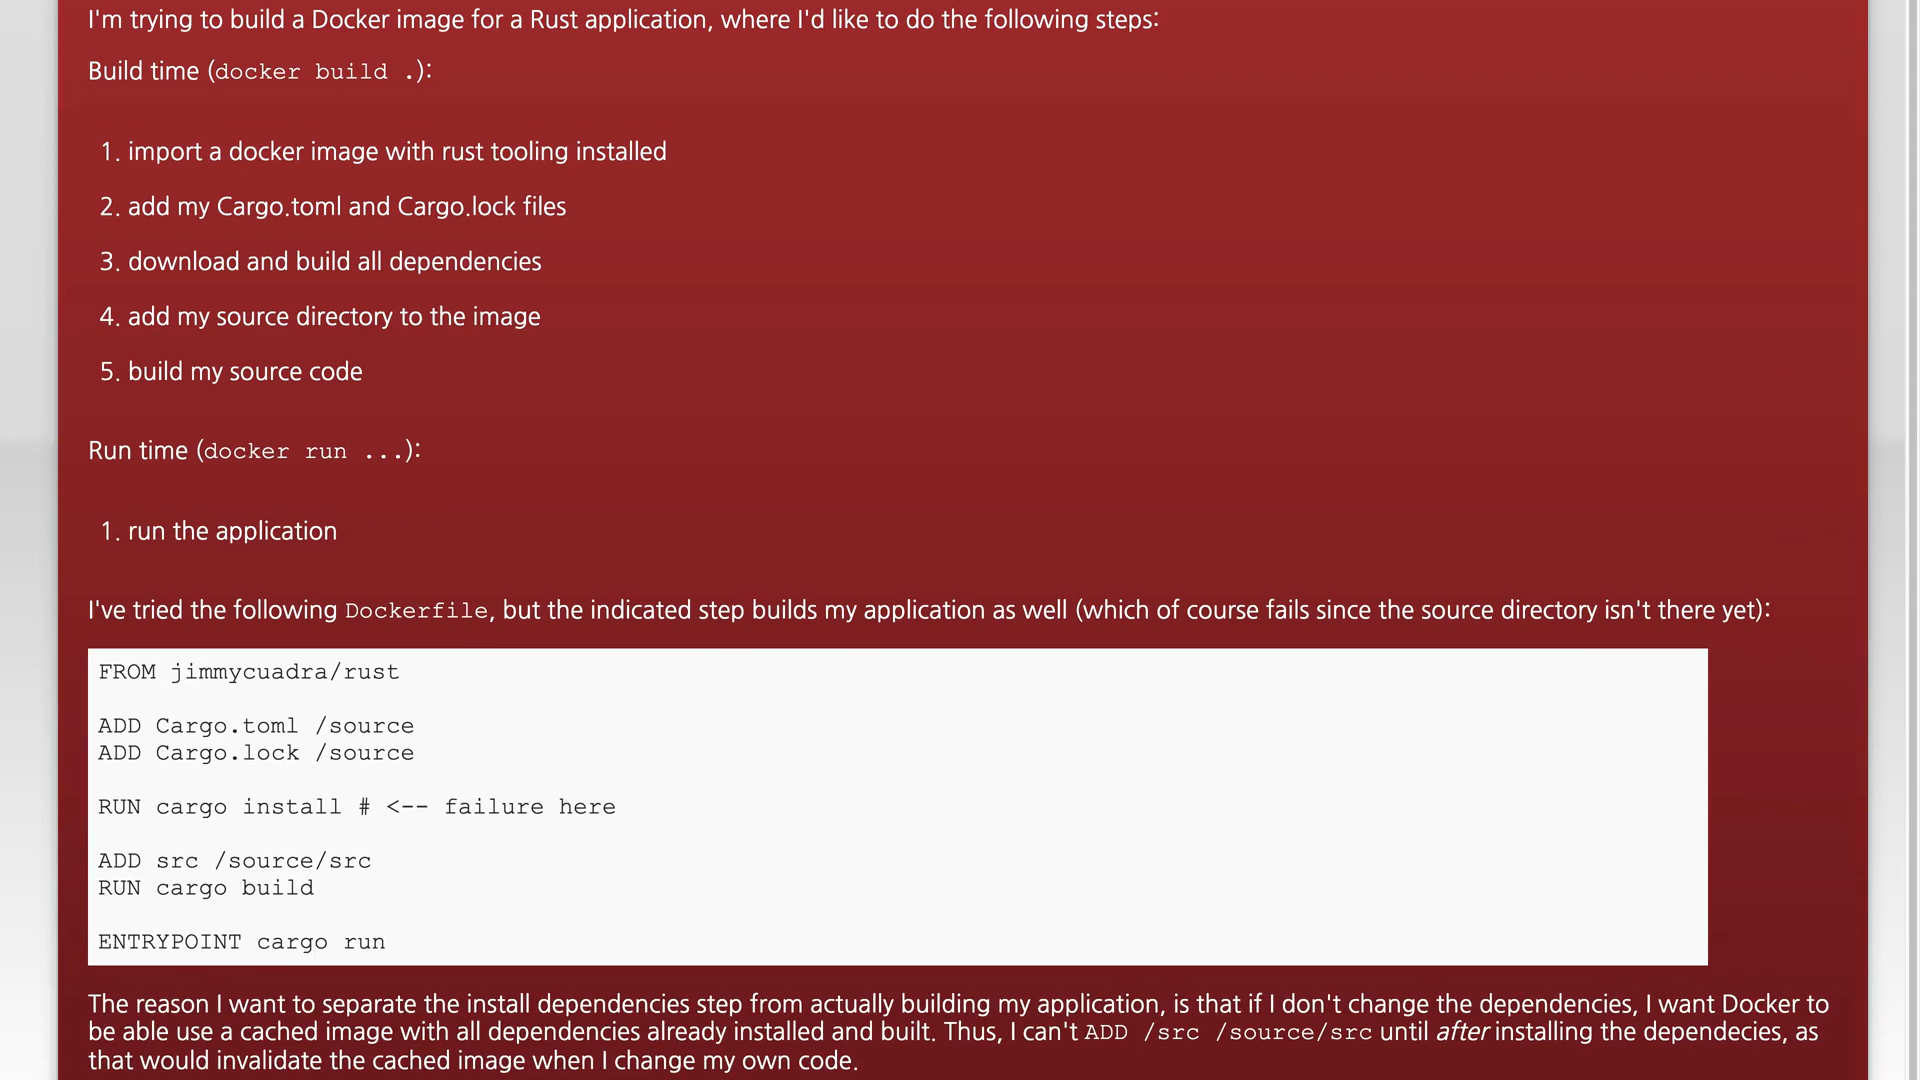 I'm trying to build a Docker image for a Rust application, where I'd like to do the following steps:
Build time (docker build .):
1. import a docker image with rust tooling installed
2. add my Cargo.toml and Cargo.lock files
3. download and build all dependencies
4. add my source directory to the image
5. build my source code
Run time (docker run ...):
1. run the application
I've tried the following Dockerfile, but the indicated step builds my application as well (which of course fails since the source directory isn't there yet):
FROM jimmycuadra/rust
ADD Cargo.toml /source
ADD Cargo.lock /source
RUN cargo install # <-- failure here
ADD src /source/src
RUN cargo build
ENTRYPOINT cargo run
The reason I want to separate the install dependencies step from actually building my application, is that if I don't change the dependencies, I want Docker to
be able use a cached image with all dependencies already installed and built. Thus, I can't ADD /src /source/src until after installing the dependecies, as
that would invalidate the cached image when I change my own code.